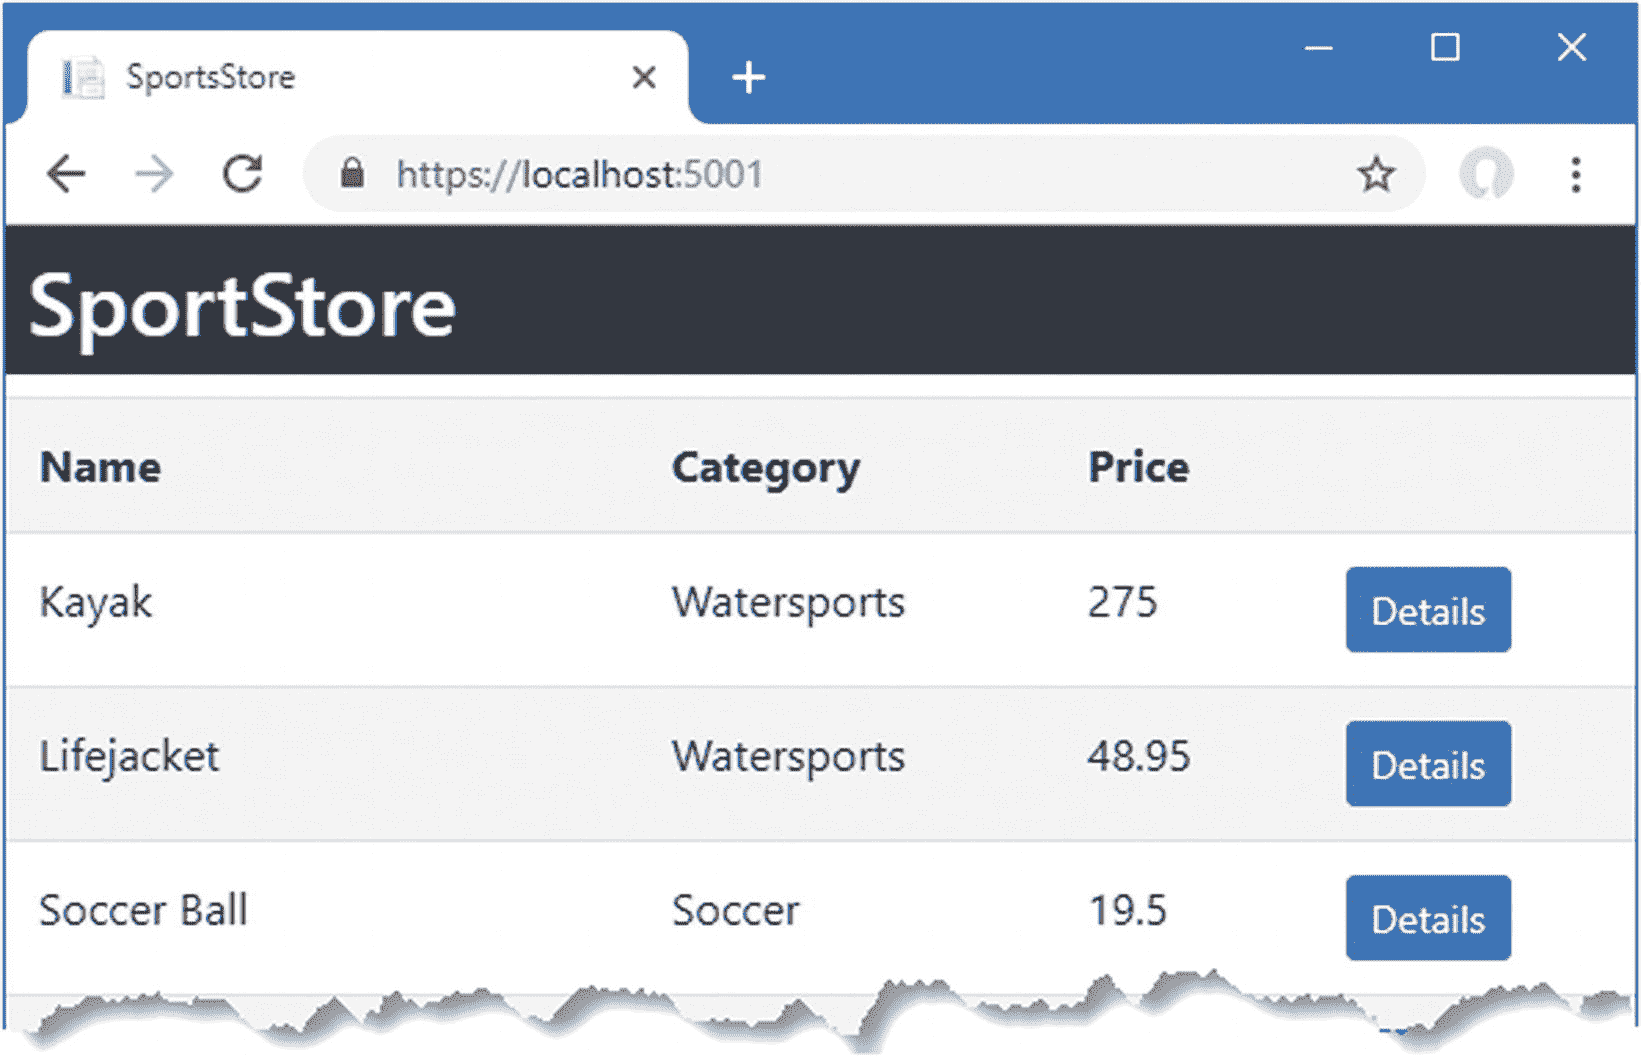 SportsStore
https://localhost:5001
SportStore
Name Category Price
Kayak Watersports 275 Details
Lifejacket Watersports 48.95 Details
Soccer Ball Soccer 19.5 Details